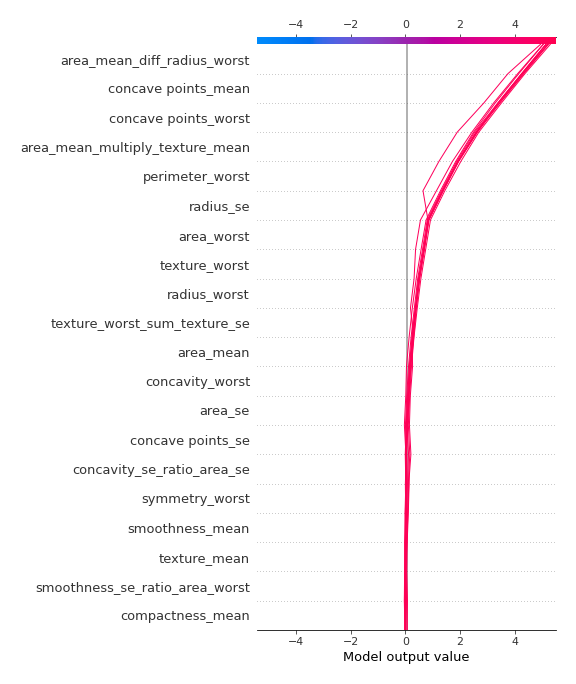 −4 −2 0 2 4
area_mean_diff_radius_worst
concave points_mean
concave points_worst
area_mean_multiply_texture_mean
perimeter_worst
radius_se
area_worst
texture_worst
radius_worst
texture_worst_sum_texture_se
area_mean
concavity_worst
area_se
concave points_se
concavity_se_ratio_area_se
symmetry_worst
smoothness_mean
texture_mean
smoothness_se_ratio_area_worst
compactness_mean
−4 −2 0 2 4
Model output value